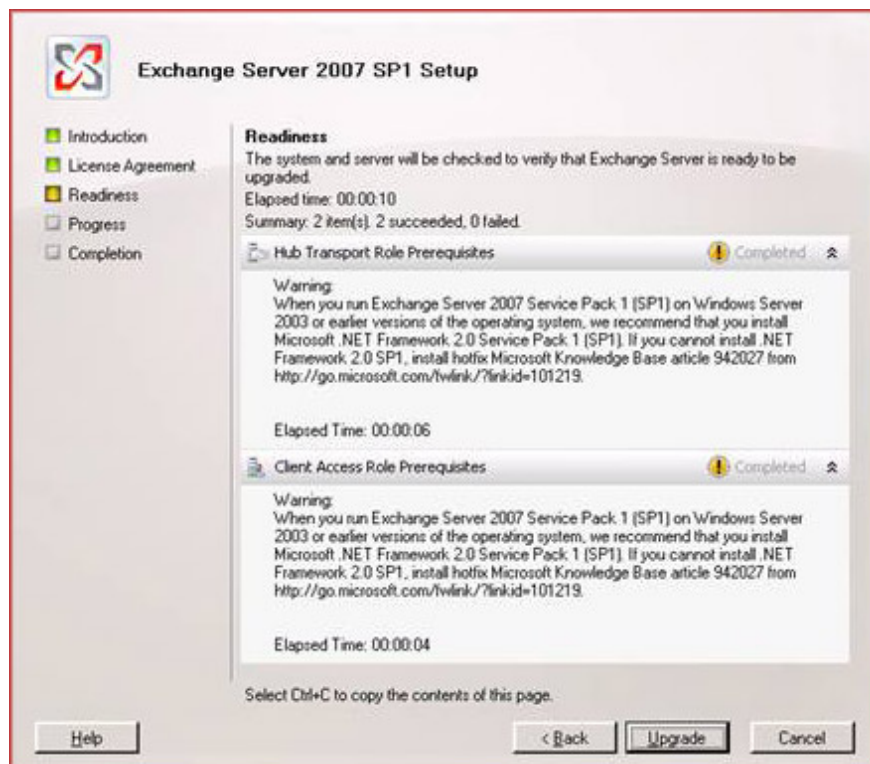 Exchange Server 2007 SP1 Setup
Introduction
License Agreement
Readiness
Progress
Completion
Readiness
The system and server will be checked to verify that Exchange Server is ready to be
upgraded.
Elapsed time: 00:00:10
Summary: 2 item(s). 2 succeeded, 0 failed.
Hub Transport Role Prerequisites
Completed
Warning:
When you run Exchange Server 2007 Service Pack 1 (SP1) on Windows Server
2003 or earlier versions of the operating system, we recommend that you install
Microsoft .NET Framework 2.0 Service Pack 1 (SP1). If you cannot install .NET
Framework 2.0 SP1, install hotfix Microsoft Knowledge Base article 942027 from
http://go.microsoft.com/fwlink/?linkid=101219.
Elapsed Time: 00:00:06
Client Access Role Prerequisites
Completed
Warning:
When you run Exchange Server 2007 Service Pack 1 (SP1) on Windows Server
2003 or earlier versions of the operating system, we recommend that you install
Microsoft .NET Framework 2.0 Service Pack 1 (SP1). If you cannot install .NET
Framework 2.0 SP1, install hotfix Microsoft Knowledge Base article 942027 from
http://go.microsoft.com/fwlink/?linkid=101219.
Elapsed Time: 00:00:04
Select Ctrl+C to copy the contents of this page.
Help
< Back
Upgrade
Cancel